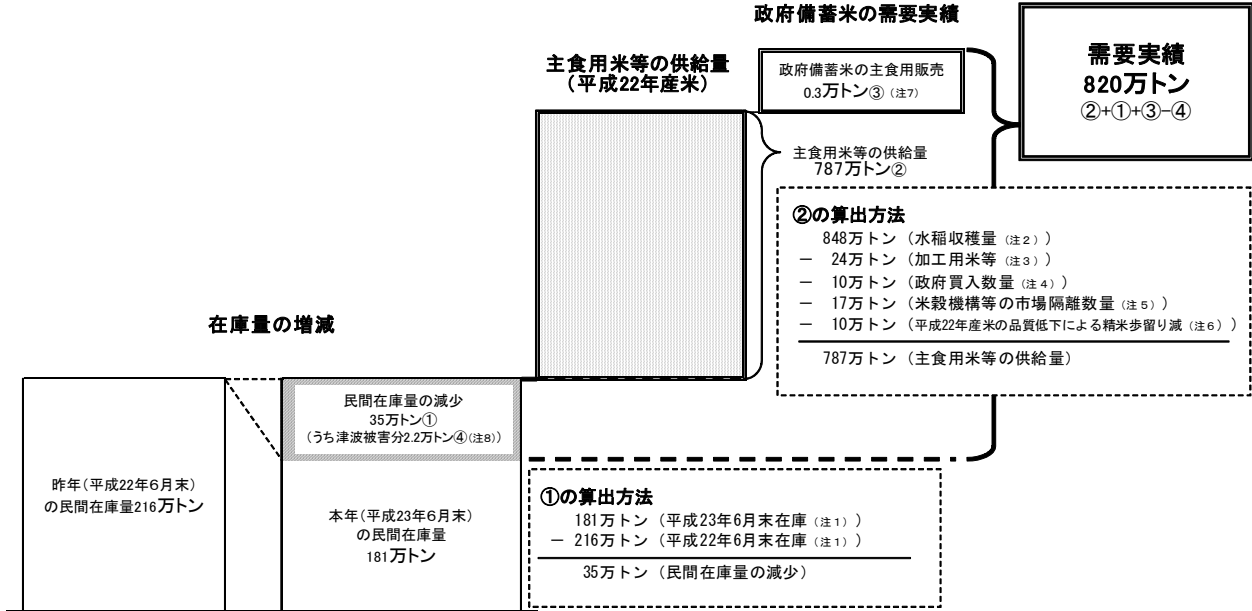 政府備蓄米の需要実績
需要実績
820万トン
②+①+③-④
主食用米等の供給量
（平成22年産米）
政府備蓄米の主食用販売
0.3万トン③（注7）
主食用米等の供給量
787万トン②
②の算出方法
848万トン（水稲収穫量（注2））
－ 24万トン（加工用米等（注3））
－ 10万トン（政府買入数量（注4））
－ 17万トン（米穀機構等の市場隔離数量（注5））
－ 10万トン（平成22年産米の品質低下による精米歩留り減（注6））
787万トン（主食用米等の供給量）
在庫量の増減
民間在庫量の減少
35万トン①
（うち津波被害分2.2万トン④（注8））
昨年（平成22年6月末）
の民間在庫量216万トン
本年（平成23年6月末）
の民間在庫量
181万トン
①の算出方法
181万トン（平成23年6月末在庫（注1））
－ 216万トン（平成22年6月末在庫（注1））
35万トン（民間在庫量の減少）